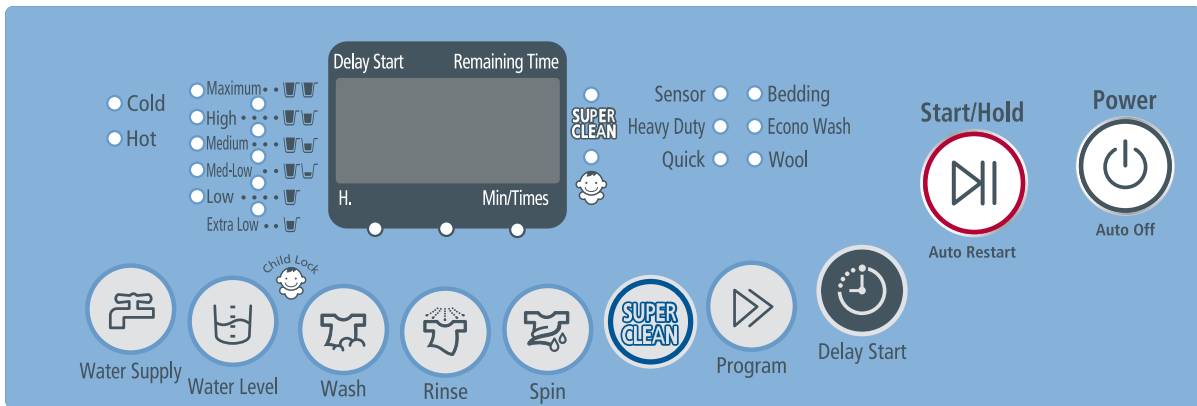 Delay Start Remaining Time
Cold
Hot
Maximum
High
Medium
Med-Low
Low
Extra Low
H. Min/Times
SUPER
CLEAN
Sensor Bedding
Heavy Duty Econo Wash
Quick Wool
Start/Hold
Auto Restart
Power
Auto Off
Child Lock
Water Supply
Water Level
Wash
Rinse
Spin
SUPER
CLEAN
Program
Delay Start